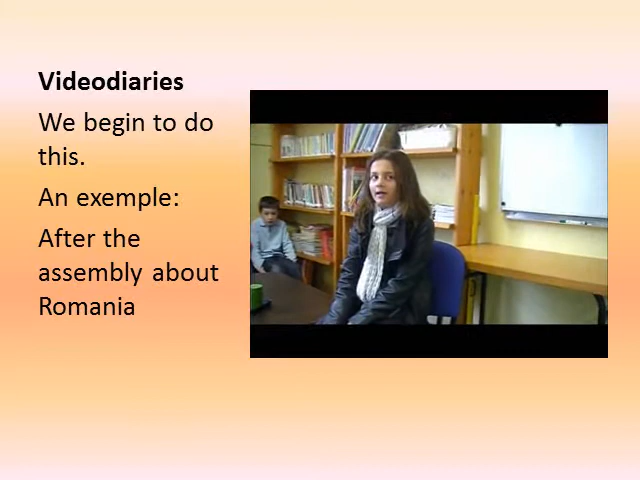 Videodiaries
We begin to do
this.
An exemple:
After the
assembly about
Romania